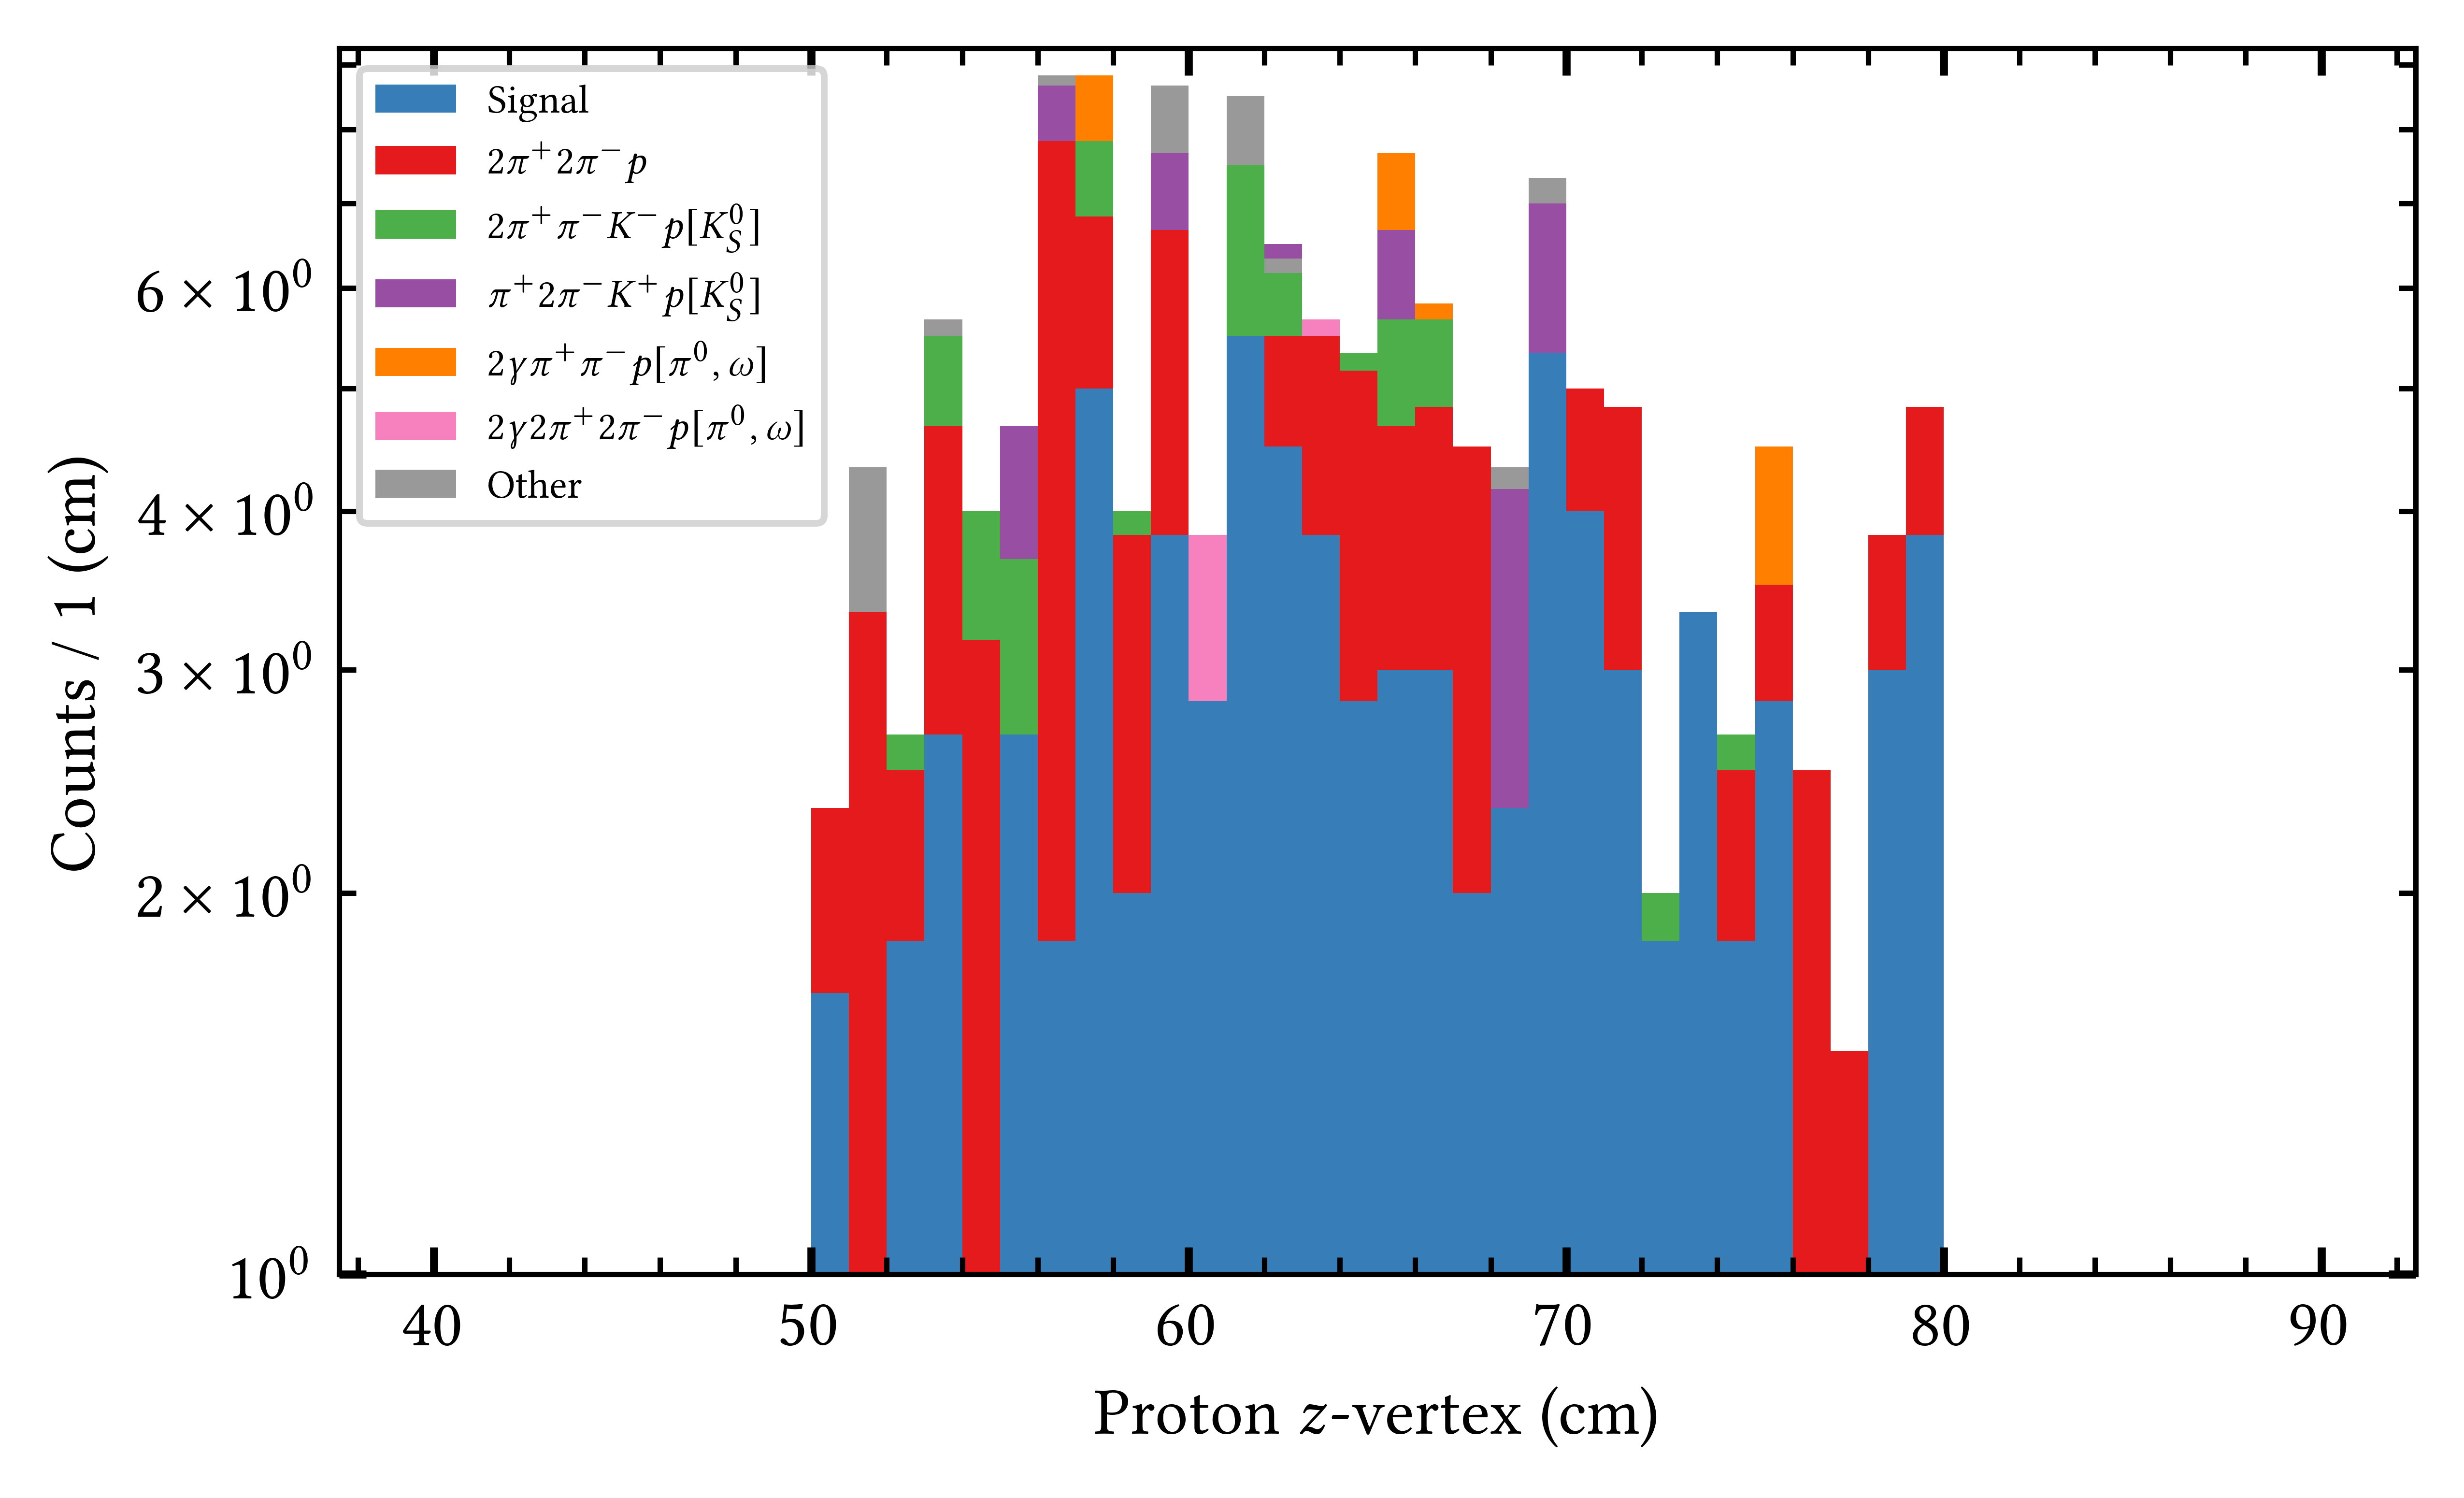 Signal
2π⁺2π⁻p
2π⁺π⁻K⁻p[K⁰_S]
π⁺2π⁻K⁺p[K⁰_S]
2γπ⁺π⁻p[π⁰, ω]
2γ2π⁺2π⁻p[π⁰, ω]
Other
6 × 10⁰
4 × 10⁰
3 × 10⁰
2 × 10⁰
10⁰
Counts / 1 (cm)
40 50 60 70 80 90
Proton z-vertex (cm)